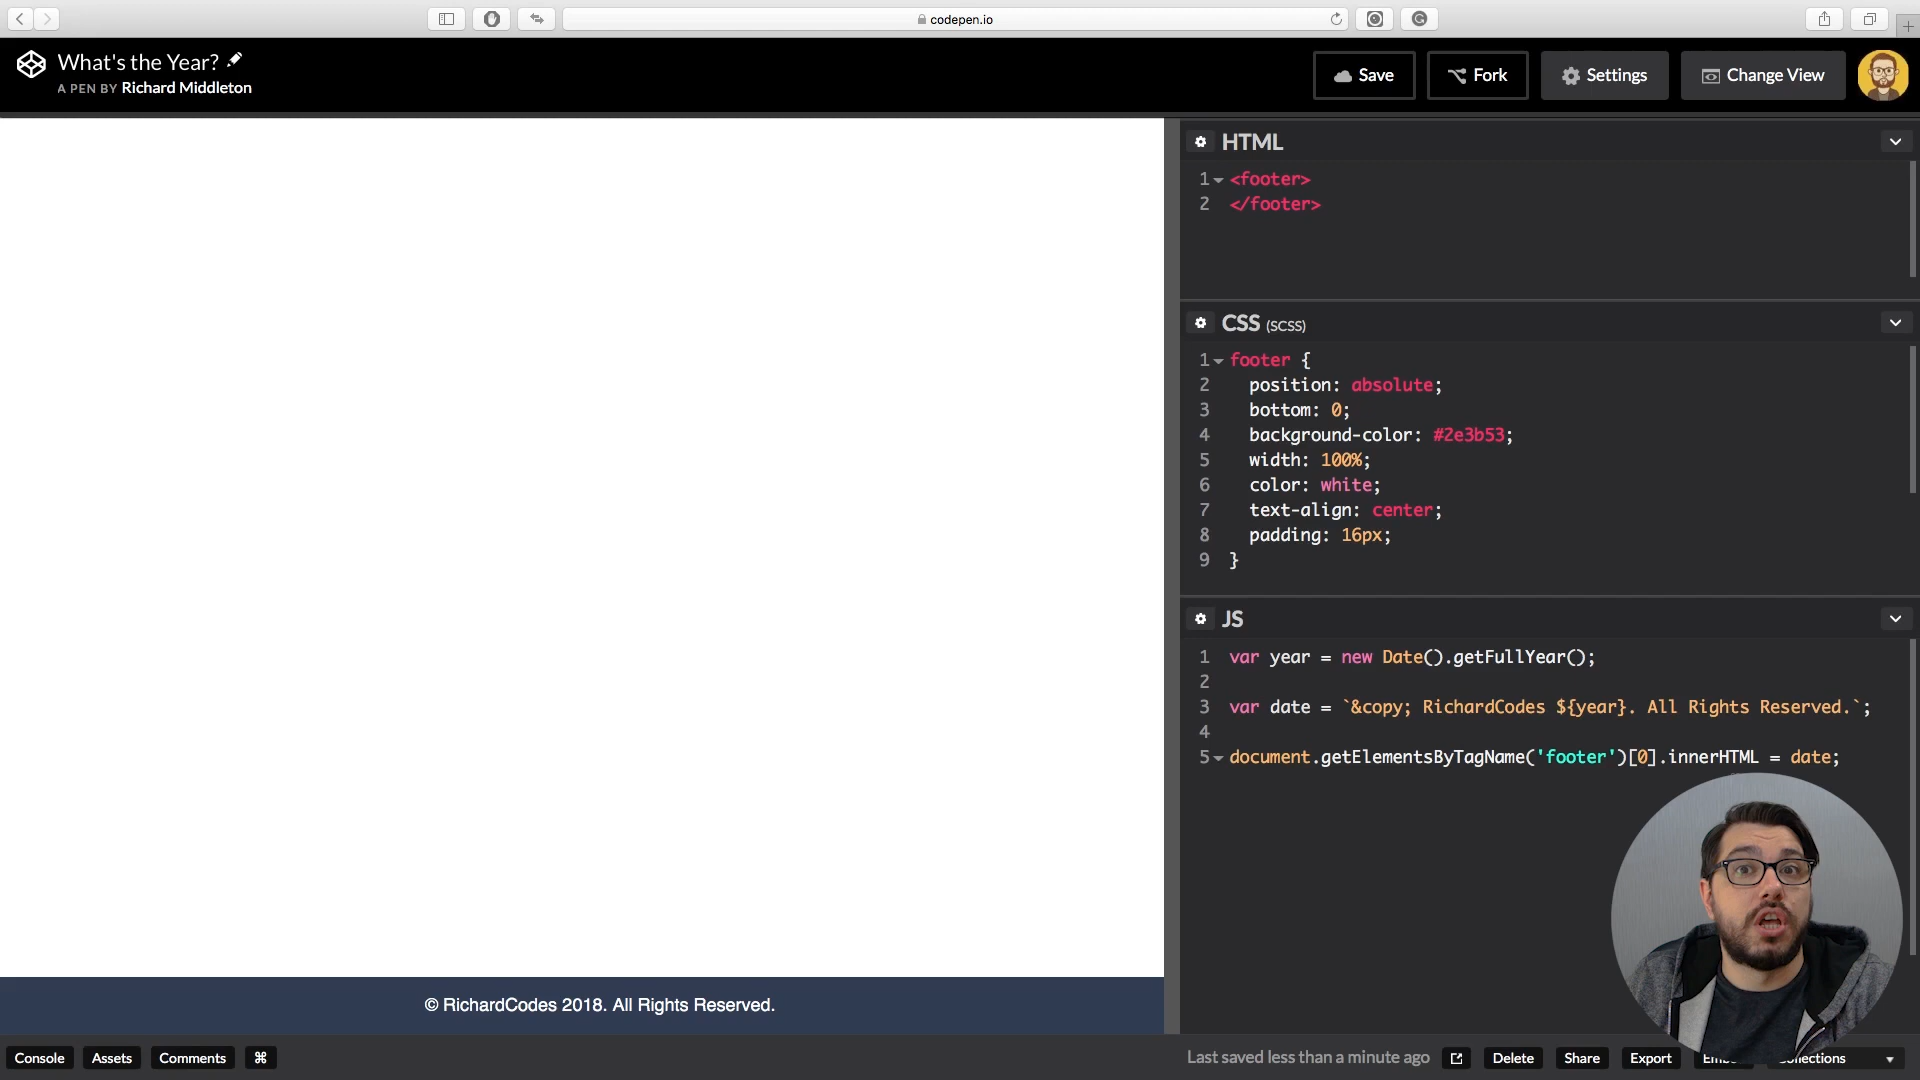 codepen.io
What's the Year?
A PEN BY Richard Middleton
Save
Fork
Settings
Change View
HTML
1 <footer>
2 </footer>
CSS (SCSS)
1 footer {
2 position: absolute;
3 bottom: 0;
4 background-color: #2e3b53;
5 width: 100%;
6 color: white;
7 text-align: center;
8 padding: 16px;
9 }
JS
1 var year = new Date().getFullYear();
2
3 var date = `&copy; RichardCodes ${year}. All Rights Reserved.`;
4
5 document.getElementsByTagName('footer')[0].innerHTML = date;
© RichardCodes 2018. All Rights Reserved.
Console
Assets
Comments
⌘
Last saved less than a minute ago
Delete
Share
Export